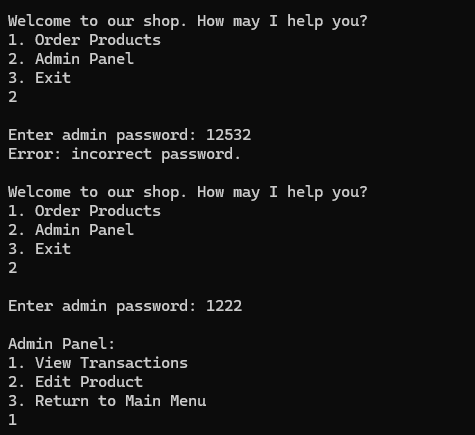 Welcome to our shop. How may I help you?
1. Order Products
2. Admin Panel
3. Exit
2
Enter admin password: 12532
Error: incorrect password.
Welcome to our shop. How may I help you?
1. Order Products
2. Admin Panel
3. Exit
2
Enter admin password: 1222
Admin Panel:
1. View Transactions
2. Edit Product
3. Return to Main Menu
1